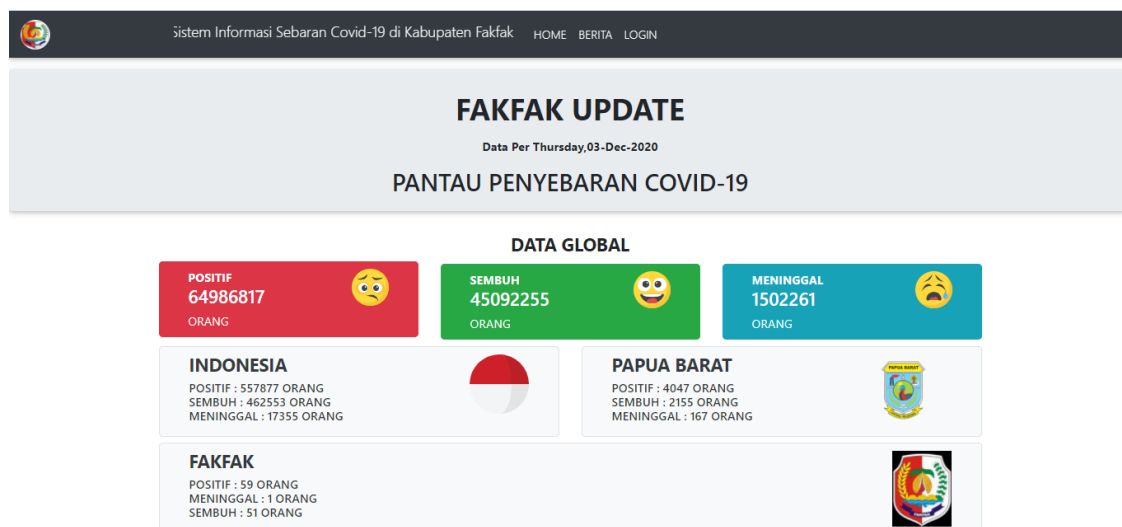 Sistem Informasi Sebaran Covid-19 di Kabupaten Fakfak HOME BERITA LOGIN
FAKFAK UPDATE
Data Per Thursday,03-Dec-2020
PANTAU PENYEBARAN COVID-19
DATA GLOBAL
POSITIF
64986817
ORANG
SEMBUH
45092255
ORANG
MENINGGAL
1502261
ORANG
INDONESIA
POSITIF : 557877 ORANG
SEMBUH : 462553 ORANG
MENINGGAL : 17355 ORANG
PAPUA BARAT
POSITIF : 4047 ORANG
SEMBUH : 2155 ORANG
MENINGGAL : 167 ORANG
PAPUA BARAT
FAKFAK
POSITIF : 59 ORANG
MENINGGAL : 1 ORANG
SEMBUH : 51 ORANG